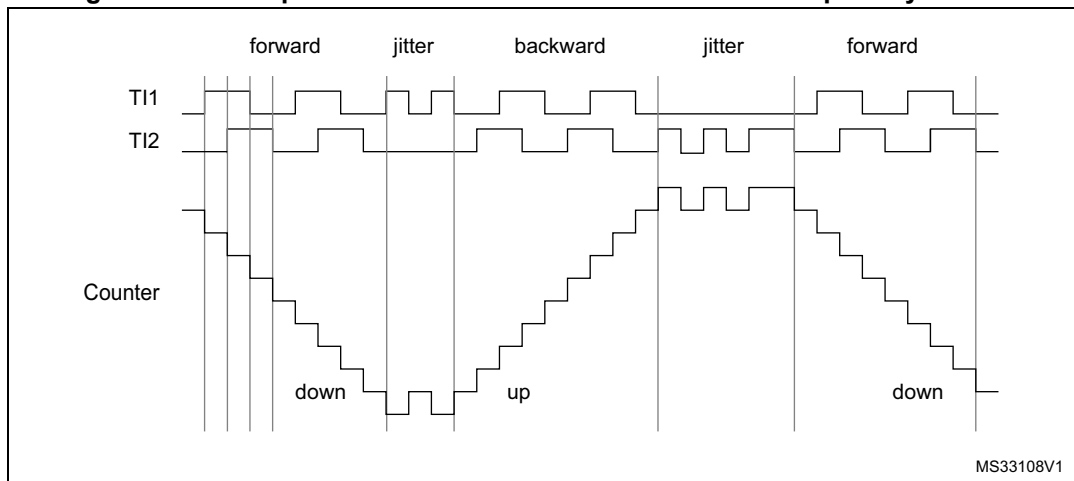 forward jitter backward jitter forward
TI1
TI2
Counter
down up down
MS33108V1